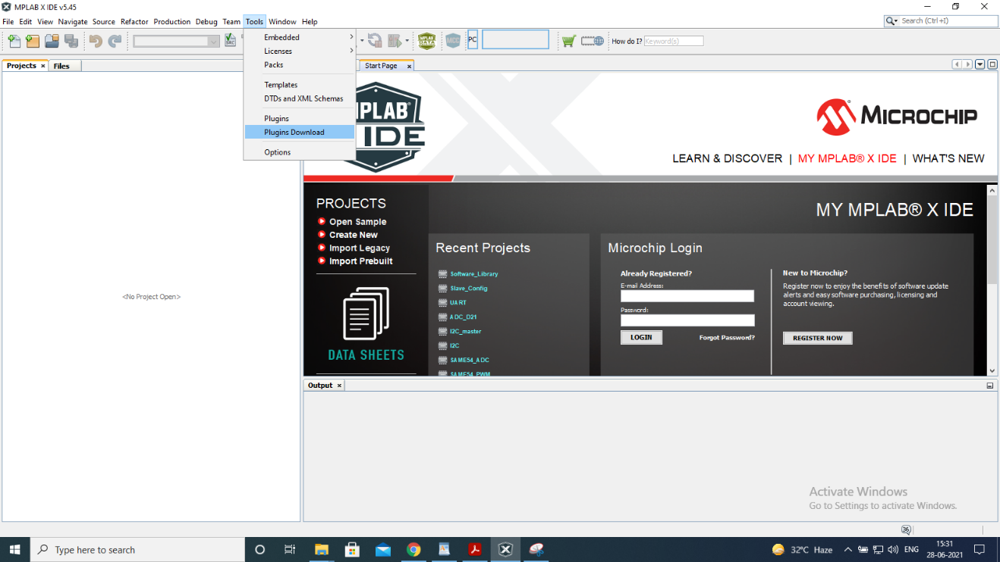 MPLAB X IDE v5.45
File Edit View Navigate Source Refactor Production Debug Team Tools Window Help
Search (Ctrl+I)
SRC
MPLAB DATA
MCC
PC
How do I? Keyword(s)
Embedded
Licenses
Packs
Templates
DTDs and XML Schemas
Plugins
Plugins Download
Options
Projects Files
Start Page
MPLAB®
IDE
MICROCHIP
LEARN & DISCOVER | MY MPLAB® X IDE | WHAT'S NEW
<No Project Open>
PROJECTS
Open Sample
Create New
Import Legacy
Import Prebuilt
DATA SHEETS
MY MPLAB® X IDE
Recent Projects
Software_Library
Slave_Config
UART
ADC_D21
I2C_master
I2C
SAME54_ADC
SAME54_PWM
Microchip Login
Already Registered?
E-mail Address:
Password:
LOGIN Forgot Password?
New to Microchip?
Register now to enjoy the benefits of software update
alerts and easy software purchasing, licensing and
account viewing.
REGISTER NOW
Output
Activate Windows
Go to Settings to activate Windows.
36
Type here to search
32°C Haze
ENG
15:31
28-06-2021